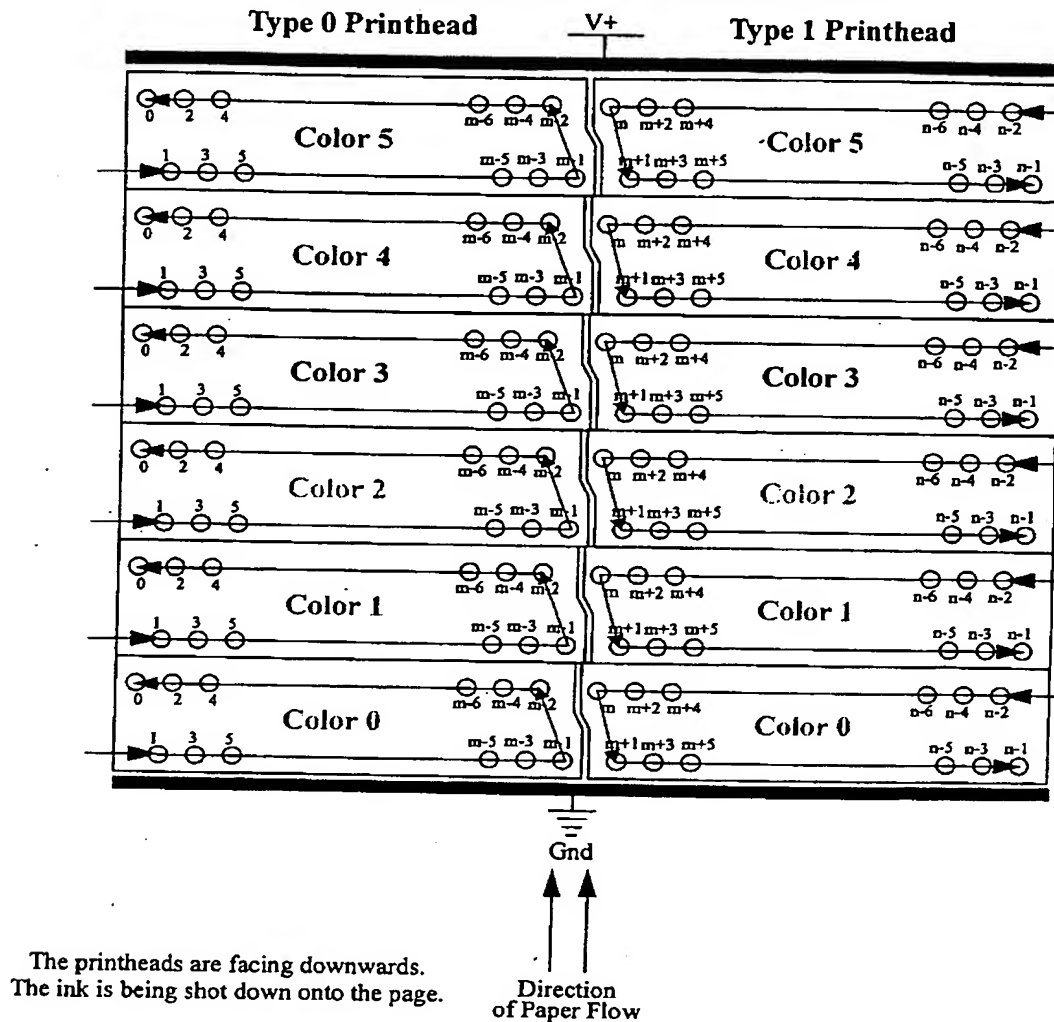 Type 0 Printhead V+ Type 1 Printhead
0 2 4 m-6 m-4 m-2 m m+2 m+4 n-6 n-4 n-2
Color 5 Color 5
1 3 5 m-5 m-3 m-1 m+1 m+3 m+5 n-5 n-3 n-1
0 2 4 m-6 m-4 m-2 m m+2 m+4 n-6 n-4 n-2
Color 4 Color 4
1 3 5 m-5 m-3 m-1 m+1 m+3 m+5 n-5 n-3 n-1
0 2 4 m-6 m-4 m-2 m m+2 m+4 n-6 n-4 n-2
Color 3 Color 3
1 3 5 m-5 m-3 m-1 m+1 m+3 m+5 n-5 n-3 n-1
0 2 4 m-6 m-4 m-2 m m+2 m+4 n-6 n-4 n-2
Color 2 Color 2
1 3 5 m-5 m-3 m-1 m+1 m+3 m+5 n-5 n-3 n-1
0 2 4 m-6 m-4 m-2 m m+2 m+4 n-6 n-4 n-2
Color 1 Color 1
1 3 5 m-5 m-3 m-1 m+1 m+3 m+5 n-5 n-3 n-1
0 2 4 m-6 m-4 m-2 m m+2 m+4 n-6 n-4 n-2
Color 0 Color 0
1 3 5 m-5 m-3 m-1 m+1 m+3 m+5 n-5 n-3 n-1
Gnd
The printheads are facing downwards.
The ink is being shot down onto the page.
Direction
of Paper Flow